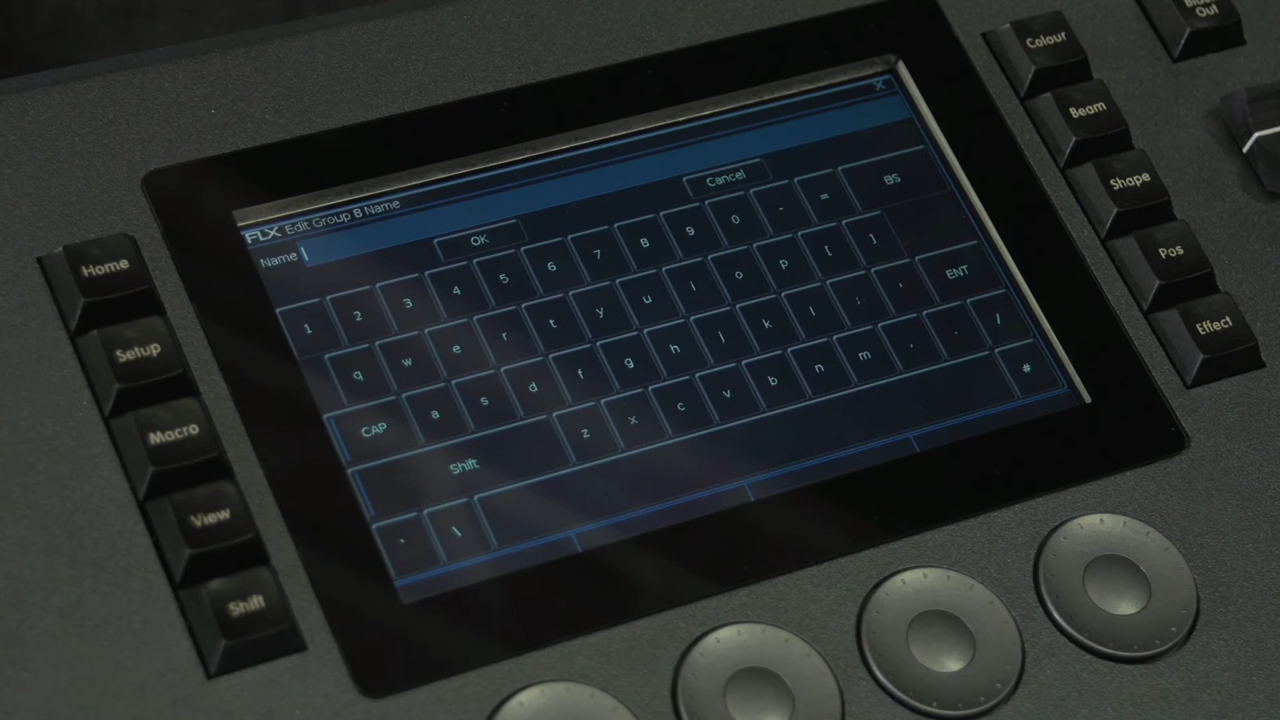 Black
Out
Colour
Beam
Shape
Pos
Effect
Home
Setup
Macro
View
Shift
FLX Edit Group 8 Name
X
Name
OK
Cancel
1 2 3 4 5 6 7 8 9 0 - = BS
q w e r t y u i o p [ ]
CAP a s d f g h j k l ; ' ENT
Shift z x c v b n m , . /
` \ #